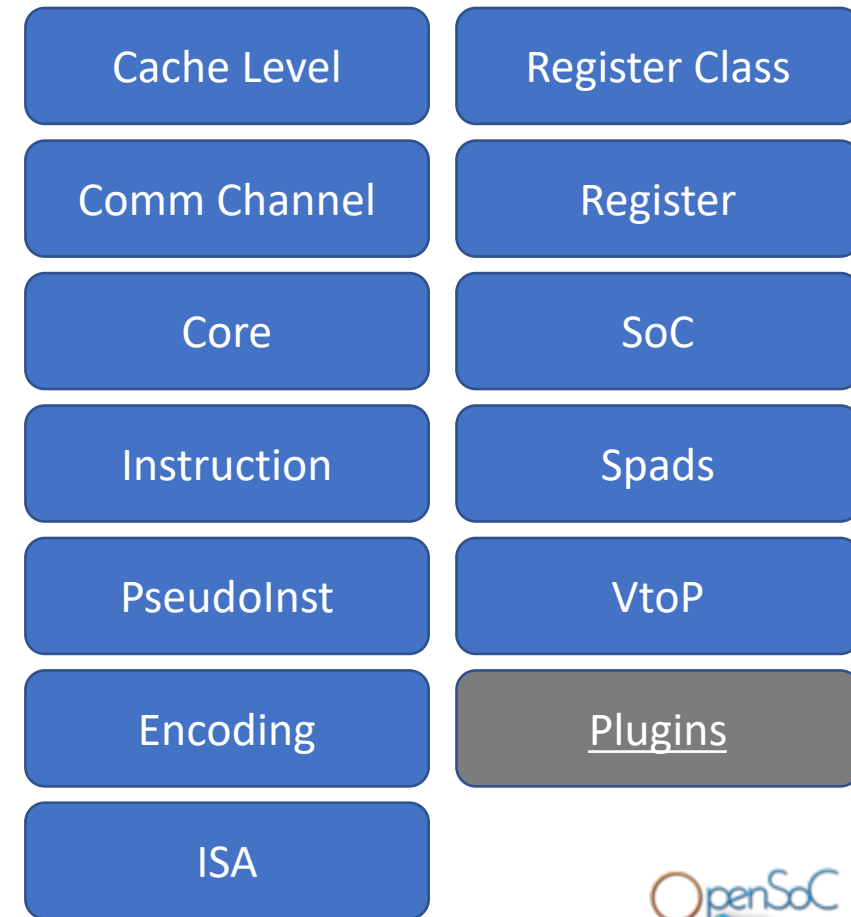 Cache Level
Register Class
Comm Channel
Register
Core
SoC
Instruction
Spads
PseudoInst
VtoP
Encoding
Plugins
ISA
OpenSoC